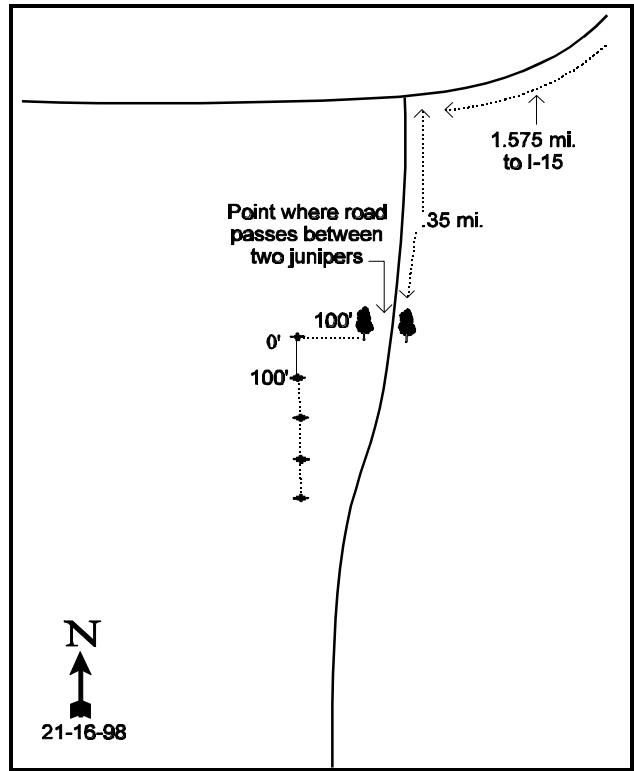 1.575 mi.
to I-15
Point where road
passes between
two junipers
.35 mi.
100'
0'
100'
N
21-16-98